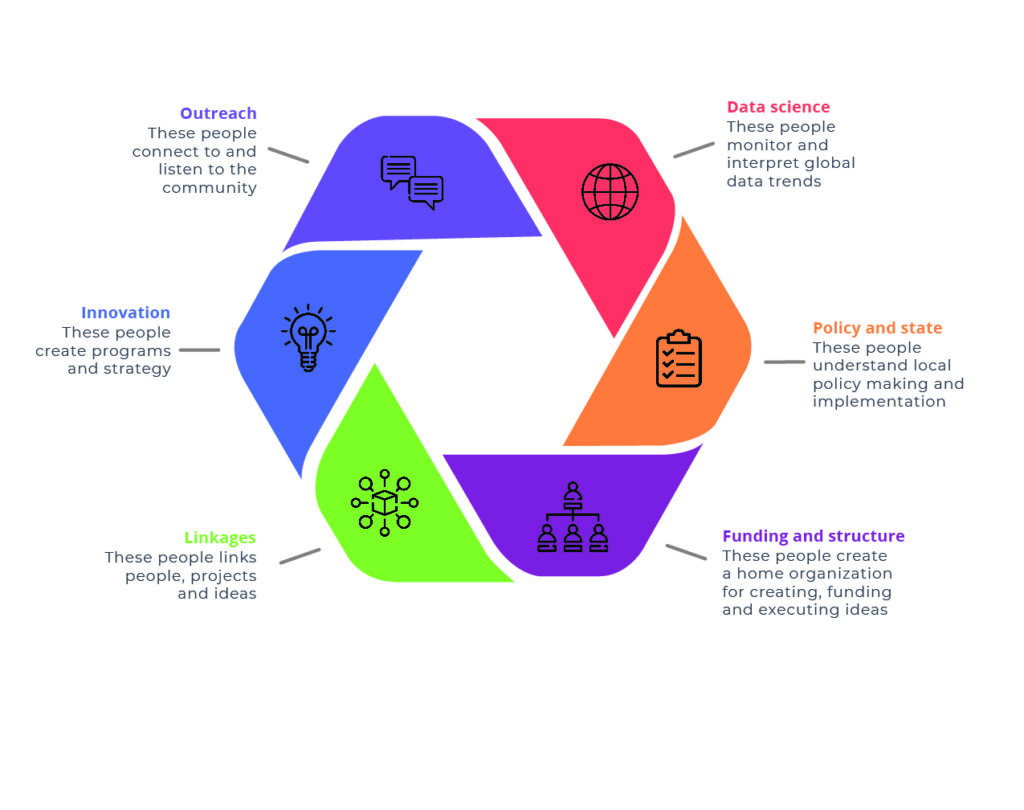 Outreach
These people
connect to and
listen to the
community
Data science
These people
monitor and
interpret global
data trends
Innovation
These people
create programs
and strategy
Policy and state
These people
understand local
policy making and
implementation
Linkages
These people links
people, projects
and ideas
Funding and structure
These people create
a home organization
for creating, funding
and executing ideas